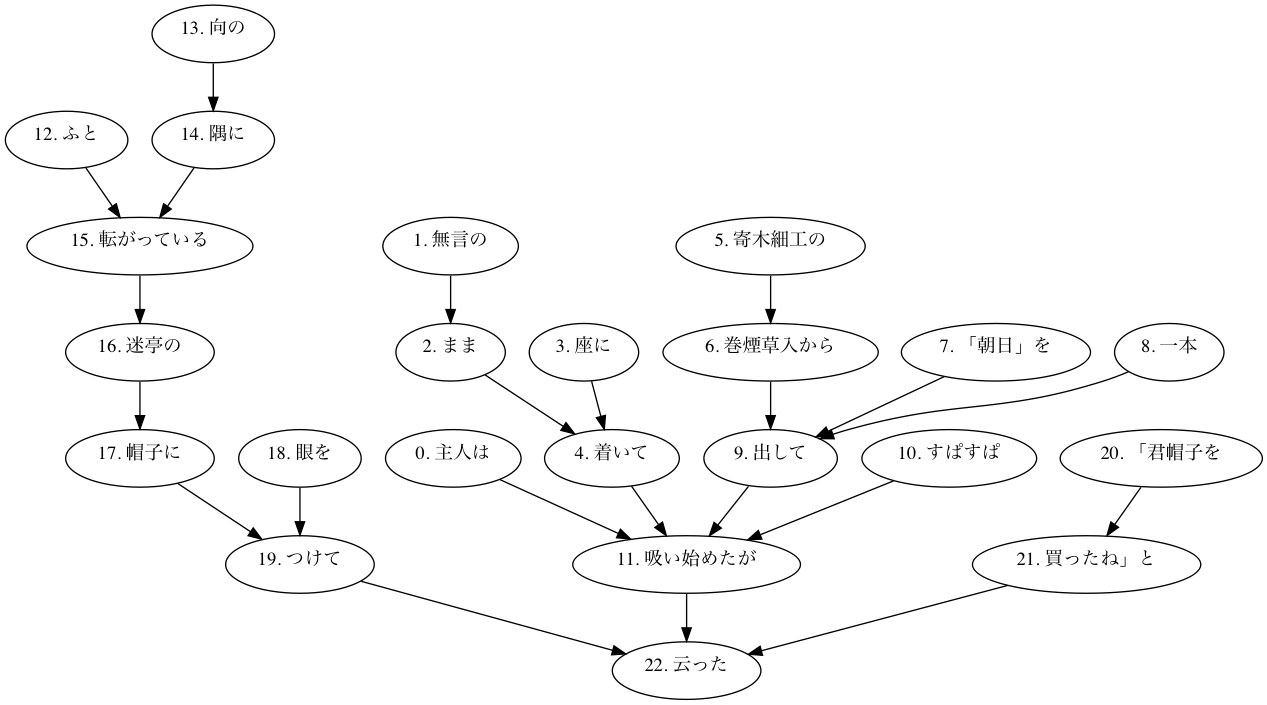 13. 向の
12. ふと
14. 隅に
15. 転がっている
1. 無言の
5. 寄木細工の
16. 迷亭の
2. まま
3. 座に
6. 巻煙草入から
7. 「朝日」を
8. 一本
17. 帽子に
18. 眼を
0. 主人は
4. 着いて
9. 出して
10. すぱすぱ
20. 「君帽子を
19. つけて
11. 吸い始めたが
21. 買ったね」と
22. 云った